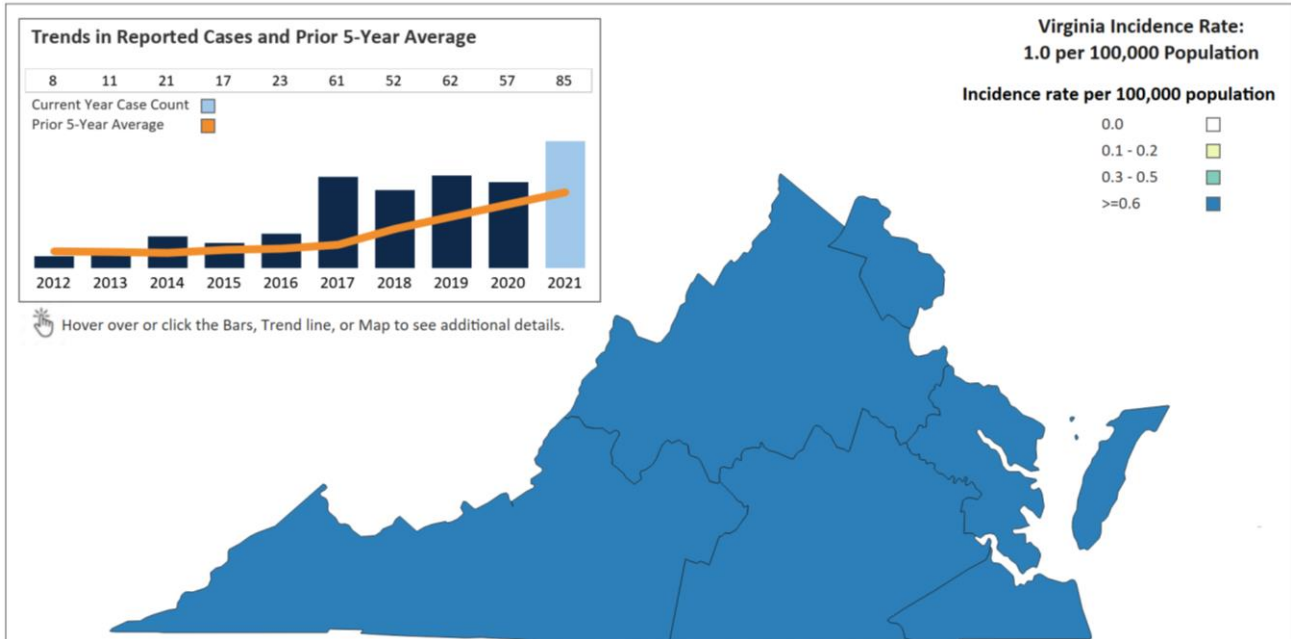 Trends in Reported Cases and Prior 5-Year Average
8 11 21 17 23 61 52 62 57 85
Current Year Case Count
Prior 5-Year Average
2012 2013 2014 2015 2016 2017 2018 2019 2020 2021
Hover over or click the Bars, Trend line, or Map to see additional details.
Virginia Incidence Rate:
1.0 per 100,000 Population
Incidence rate per 100,000 population
0.0
0.1 - 0.2
0.3 - 0.5
>=0.6